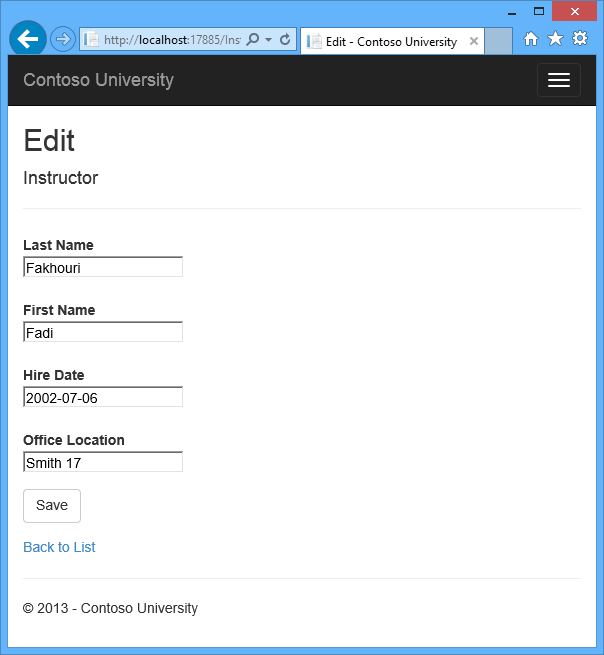 http://localhost:17885/Ins
Edit - Contoso University
Contoso University
Edit
Instructor
Last Name
Fakhouri
First Name
Fadi
Hire Date
2002-07-06
Office Location
Smith 17
Save
Back to List
© 2013 - Contoso University